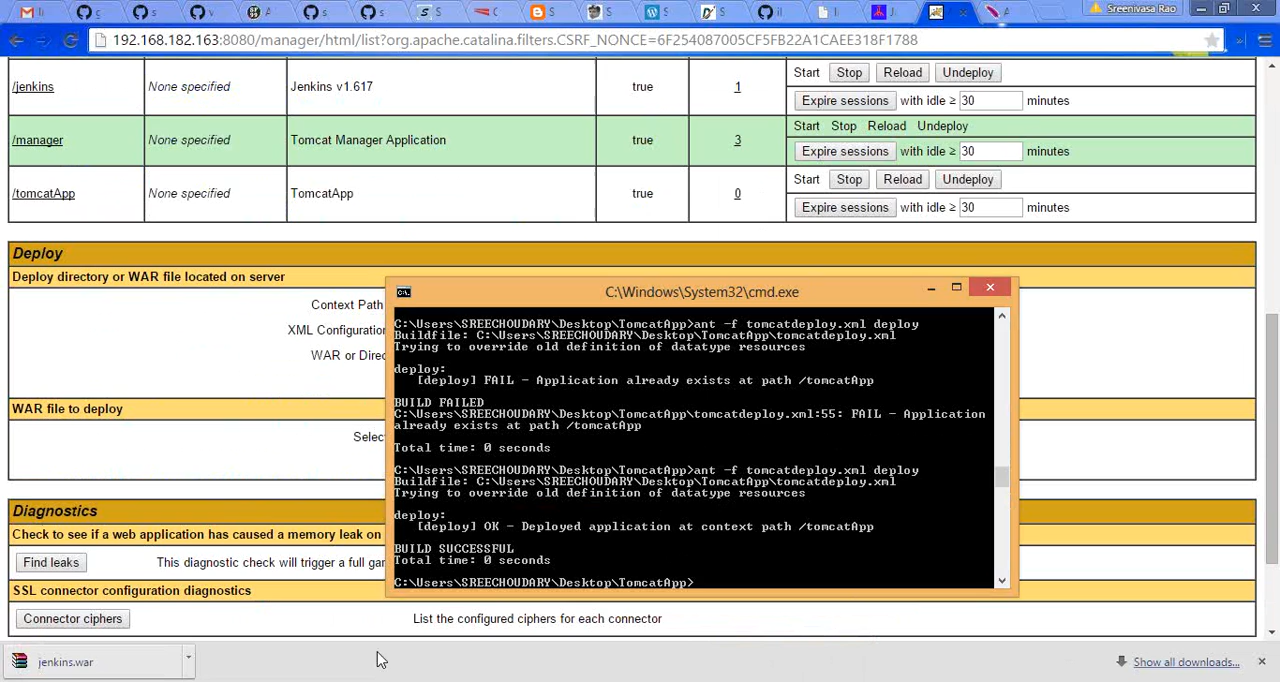 Sreenivasa Rao
192.168.182.163:8080/manager/html/list?org.apache.catalina.filters.CSRF_NONCE=6F254087005CF5FB22A1CAEE318F1788
/jenkins None specified Jenkins v1.617 true 1 Start Stop Reload Undeploy
Expire sessions with idle ≥ 30 minutes
/manager None specified Tomcat Manager Application true 3 Start Stop Reload Undeploy
Expire sessions with idle ≥ 30 minutes
/tomcatApp None specified TomcatApp true 0 Start Stop Reload Undeploy
Expire sessions with idle ≥ 30 minutes
Deploy
Deploy directory or WAR file located on server
Context Path
XML Configuration
WAR or Direc
WAR file to deploy
Selec
Diagnostics
Check to see if a web application has caused a memory leak on
Find leaks This diagnostic check will trigger a full gar
SSL connector configuration diagnostics
Connector ciphers List the configured ciphers for each connector
C:\Windows\System32\cmd.exe
C:\Users\SREECHOUDARY\Desktop\TomcatApp>ant -f tomcatdeploy.xml deploy
Buildfile: C:\Users\SREECHOUDARY\Desktop\TomcatApp\tomcatdeploy.xml
Trying to override old definition of datatype resources
deploy:
[deploy] FAIL - Application already exists at path /tomcatApp
BUILD FAILED
C:\Users\SREECHOUDARY\Desktop\TomcatApp\tomcatdeploy.xml:55: FAIL - Application
already exists at path /tomcatApp
Total time: 0 seconds
C:\Users\SREECHOUDARY\Desktop\TomcatApp>ant -f tomcatdeploy.xml deploy
Buildfile: C:\Users\SREECHOUDARY\Desktop\TomcatApp\tomcatdeploy.xml
Trying to override old definition of datatype resources
deploy:
[deploy] OK - Deployed application at context path /tomcatApp
BUILD SUCCESSFUL
Total time: 0 seconds
C:\Users\SREECHOUDARY\Desktop\TomcatApp>
jenkins.war
Show all downloads...